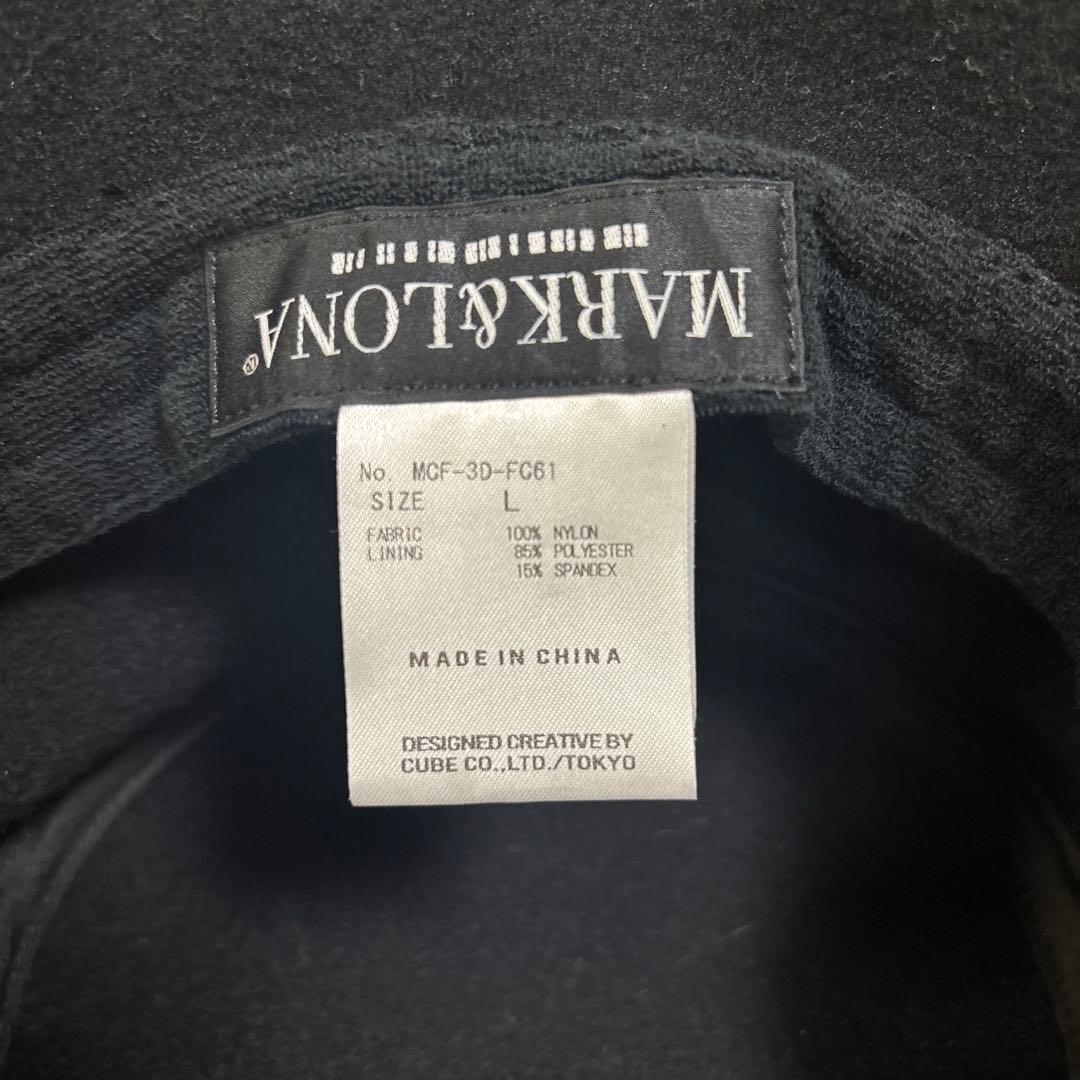 MARK&LONA®
No. MCF-3D-FC61
SIZE L
FABRIC 100% NYLON
LINING 85% POLYESTER
15% SPANDEX
MADE IN CHINA
DESIGNED CREATIVE BY
CUBE CO.,LTD./TOKYO